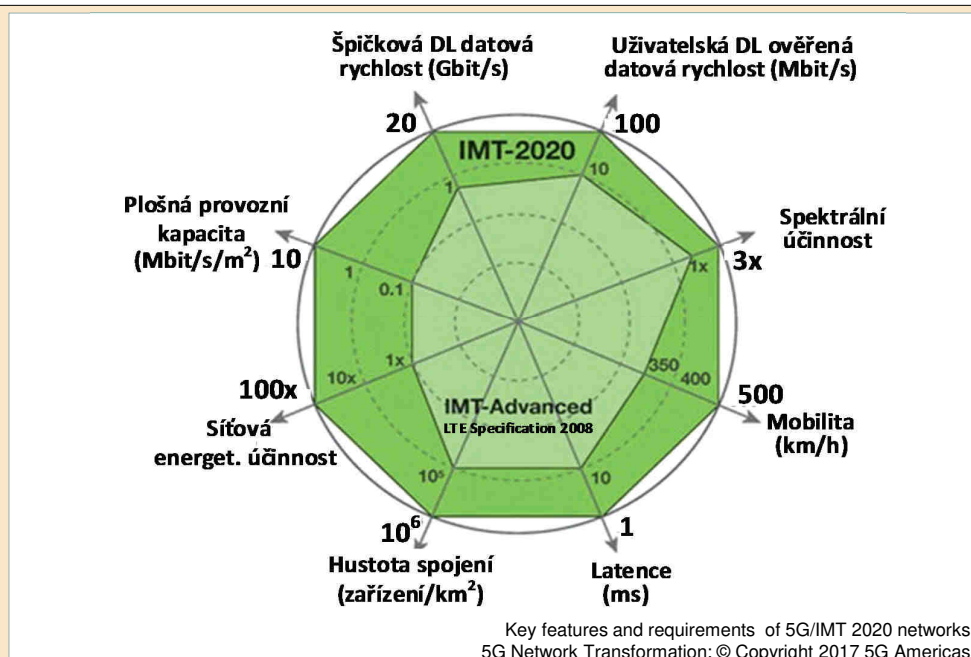 Špičková DL datová
rychlost (Gbit/s)
Uživatelská DL ověřená
datová rychlost (Mbit/s)
20
100
IMT-2020
1
10
Plošná provozní
kapacita
(Mbit/s/m²) 10
Spektrální
účinnost
3x
1x
1
0.1
1x
10x
100x
350
400
500
Síťová
energet. účinnost
Mobilita
(km/h)
IMT-Advanced
LTE Specification 2008
10⁵
10
10⁶
1
Hustota spojení
(zařízení/km²)
Latence
(ms)
Key features and requirements of 5G/IMT 2020 networks
5G Network Transformation: © Copyright 2017 5G Americas